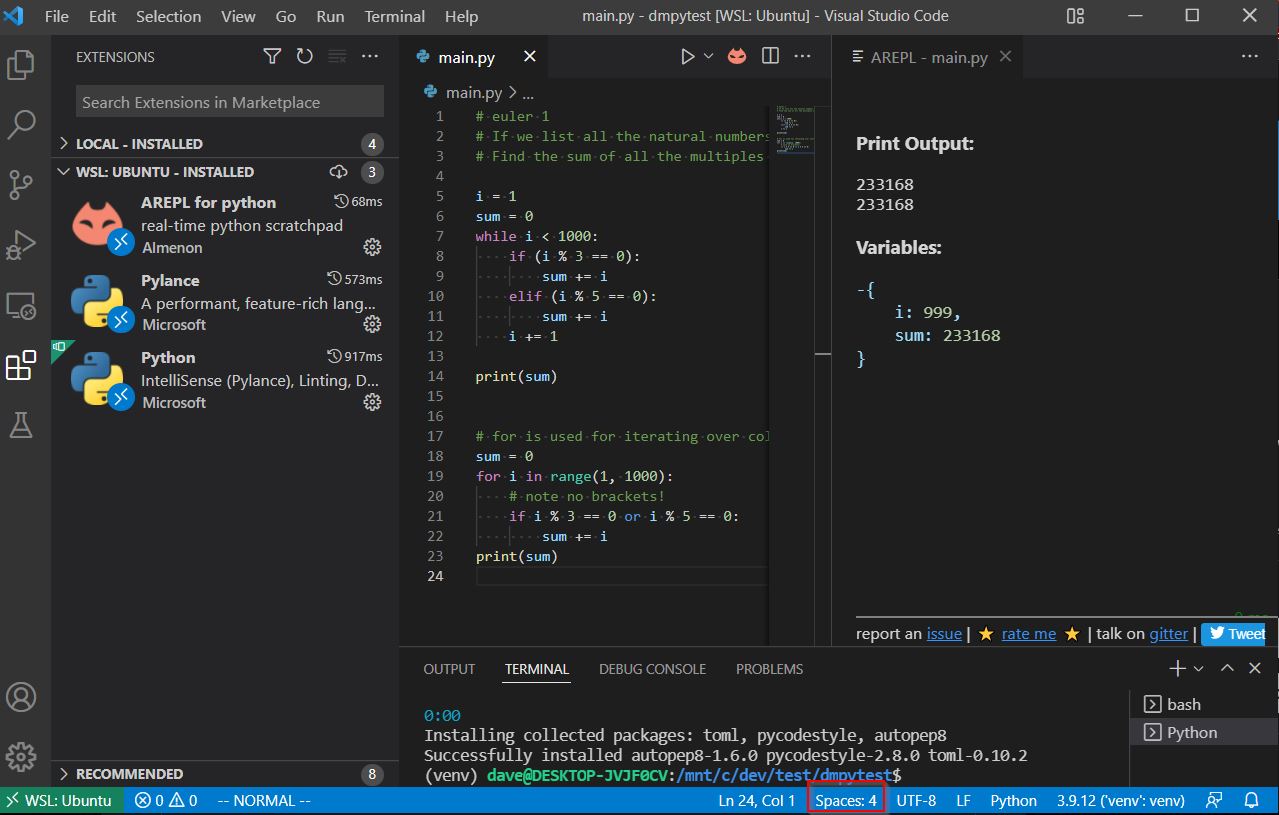 File Edit Selection View Go Run Terminal Help main.py - dmpytest [WSL: Ubuntu] - Visual Studio Code
EXTENSIONS
Search Extensions in Marketplace
LOCAL - INSTALLED 4
WSL: UBUNTU - INSTALLED 3
AREPL for python 68ms
real-time python scratchpad
Almenon
Pylance 573ms
A performant, feature-rich lang...
Microsoft
Python 917ms
IntelliSense (Pylance), Linting, D...
Microsoft
RECOMMENDED 8
main.py
main.py > ...
1 # euler 1
2 # If we list all the natural numbers
3 # Find the sum of all the multiples
4
5 i = 1
6 sum = 0
7 while i < 1000:
8 if (i % 3 == 0):
9 sum += i
10 elif (i % 5 == 0):
11 sum += i
12 i += 1
13
14 print(sum)
15
16
17 # for is used for iterating over col
18 sum = 0
19 for i in range(1, 1000):
20 # note no brackets!
21 if i % 3 == 0 or i % 5 == 0:
22 sum += i
23 print(sum)
24
AREPL - main.py
Print Output:
233168
233168
Variables:
-{
i: 999,
sum: 233168
}
report an issue | ⭐ rate me ⭐ | talk on gitter | Tweet
OUTPUT TERMINAL DEBUG CONSOLE PROBLEMS
0:00
Installing collected packages: toml, pycodestyle, autopep8
Successfully installed autopep8-1.6.0 pycodestyle-2.8.0 toml-0.10.2
(venv) dave@DESKTOP-JVJF0CV:/mnt/c/dev/test/dmpytest$
bash
Python
WSL: Ubuntu 0 0 -- NORMAL -- Ln 24, Col 1 Spaces: 4 UTF-8 LF Python 3.9.12 ('venv': venv)